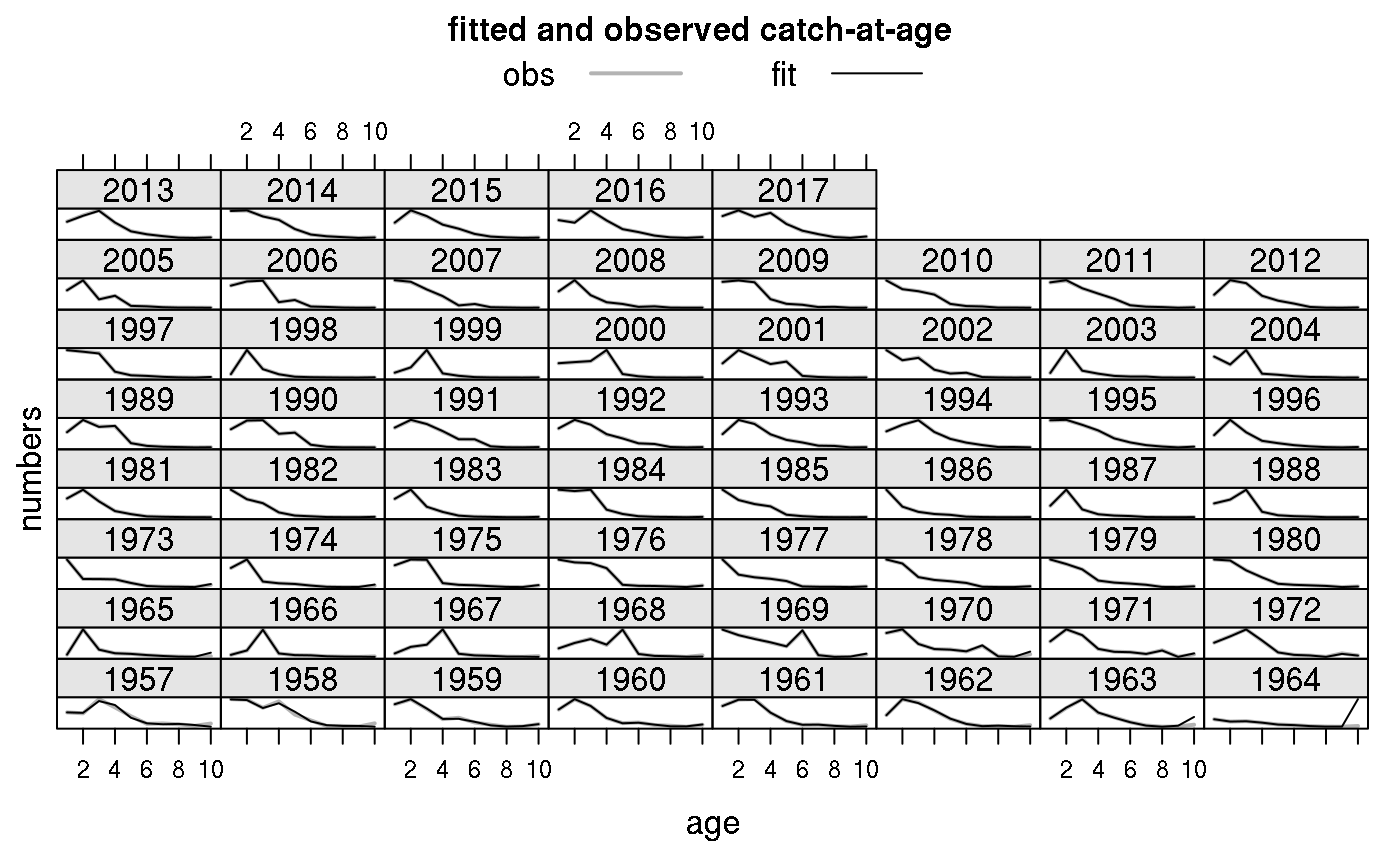 fitted and observed catch-at-age
obs fit
2 4 6 8 10 2 4 6 8 10
2013 2014 2015 2016 2017
2005 2006 2007 2008 2009 2010 2011 2012
1997 1998 1999 2000 2001 2002 2003 2004
1989 1990 1991 1992 1993 1994 1995 1996
1981 1982 1983 1984 1985 1986 1987 1988
1973 1974 1975 1976 1977 1978 1979 1980
1965 1966 1967 1968 1969 1970 1971 1972
1957 1958 1959 1960 1961 1962 1963 1964
2 4 6 8 10 2 4 6 8 10 2 4 6 8 10 2 4 6 8 10
numbers
age